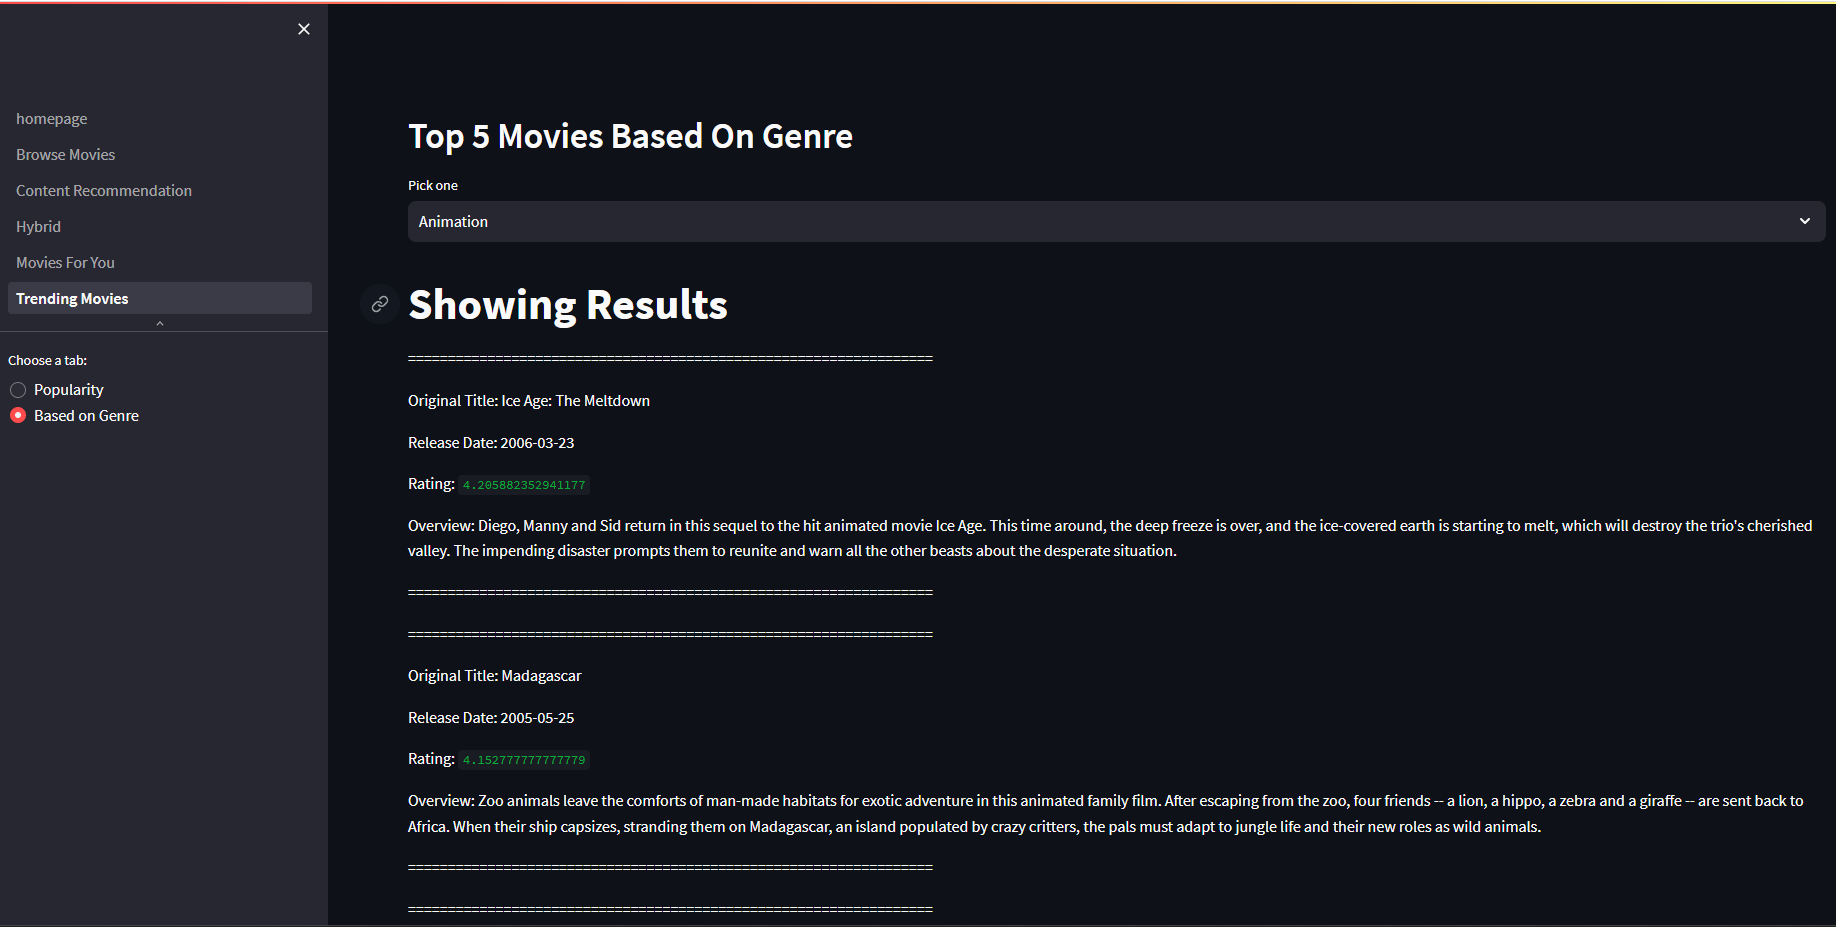 homepage
Browse Movies
Content Recommendation
Hybrid
Movies For You
Trending Movies
Choose a tab:
Popularity
Based on Genre
Top 5 Movies Based On Genre
Pick one
Animation
Showing Results
==================================================================
Original Title: Ice Age: The Meltdown
Release Date: 2006-03-23
Rating: 4.205882352941177
Overview: Diego, Manny and Sid return in this sequel to the hit animated movie Ice Age. This time around, the deep freeze is over, and the ice-covered earth is starting to melt, which will destroy the trio's cherished
valley. The impending disaster prompts them to reunite and warn all the other beasts about the desperate situation.
==================================================================
==================================================================
Original Title: Madagascar
Release Date: 2005-05-25
Rating: 4.152777777777779
Overview: Zoo animals leave the comforts of man-made habitats for exotic adventure in this animated family film. After escaping from the zoo, four friends -- a lion, a hippo, a zebra and a giraffe -- are sent back to
Africa. When their ship capsizes, stranding them on Madagascar, an island populated by crazy critters, the pals must adapt to jungle life and their new roles as wild animals.
==================================================================
==================================================================